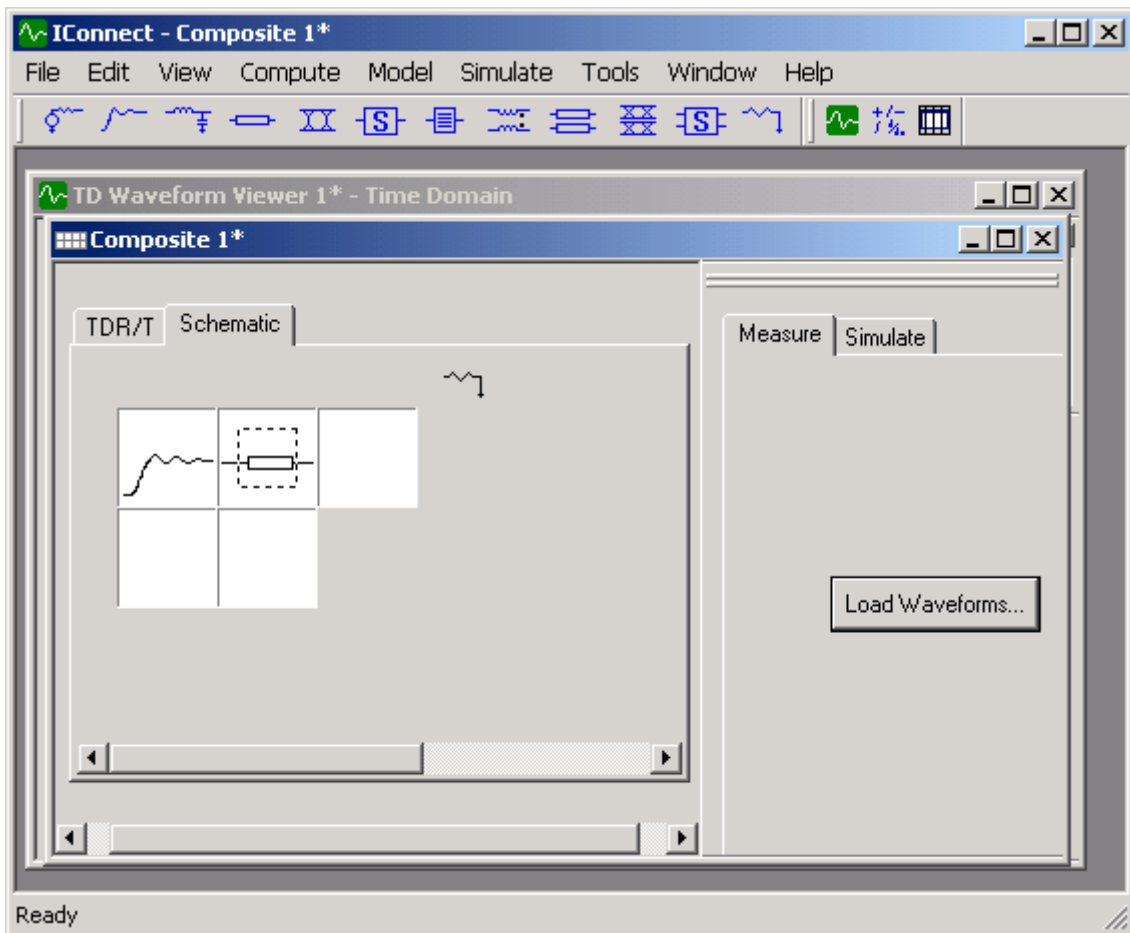 IConnect - Composite 1*
File Edit View Compute Model Simulate Tools Window Help
S S
TD Waveform Viewer 1* - Time Domain
Composite 1*
TDR/T Schematic
Measure Simulate
Load Waveforms...
Ready